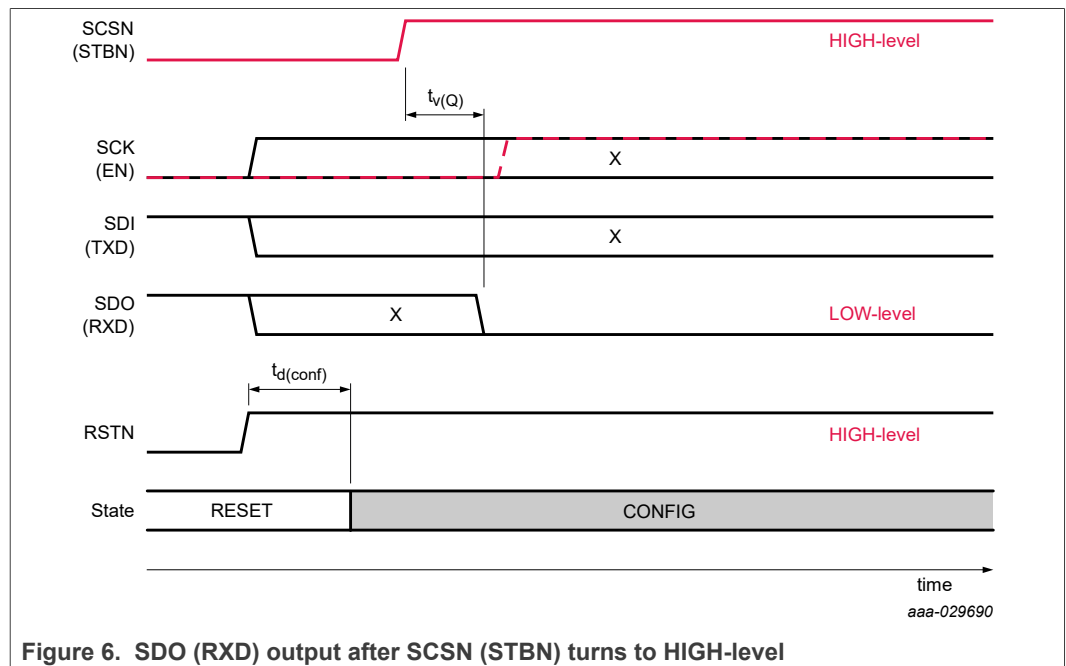 SCSN
(STBN)
HIGH-level
tv(Q)
SCK
(EN)
X
SDI
(TXD)
X
SDO
(RXD)
X
LOW-level
td(conf)
RSTN
HIGH-level
State
RESET
CONFIG
time
aaa-029690
Figure 6. SDO (RXD) output after SCSN (STBN) turns to HIGH-level